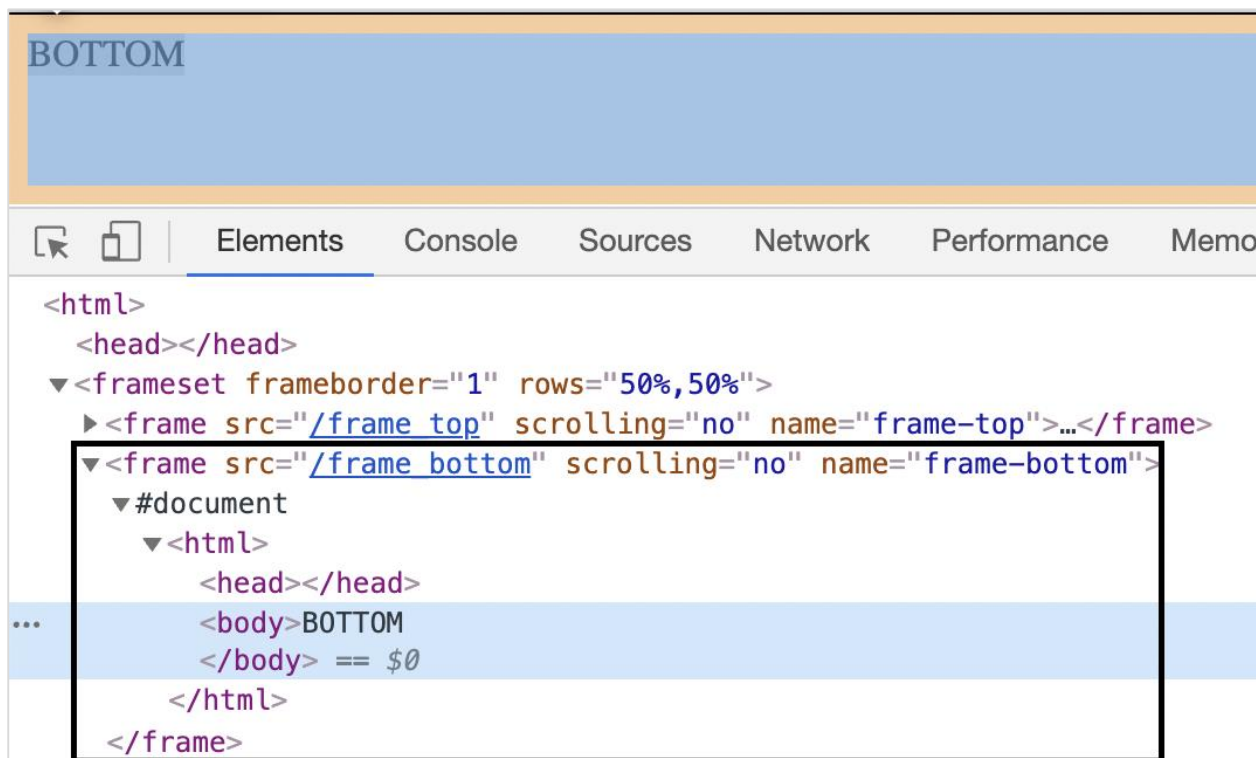 BOTTOM
Elements Console Sources Network Performance Memo
<html>
<head></head>
▼<frameset frameborder="1" rows="50%,50%">
▶<frame src="/frame_top" scrolling="no" name="frame-top">…</frame>
▼<frame src="/frame_bottom" scrolling="no" name="frame-bottom">
▼#document
▼<html>
<head></head>
... <body>BOTTOM
</body> == $0
</html>
</frame>